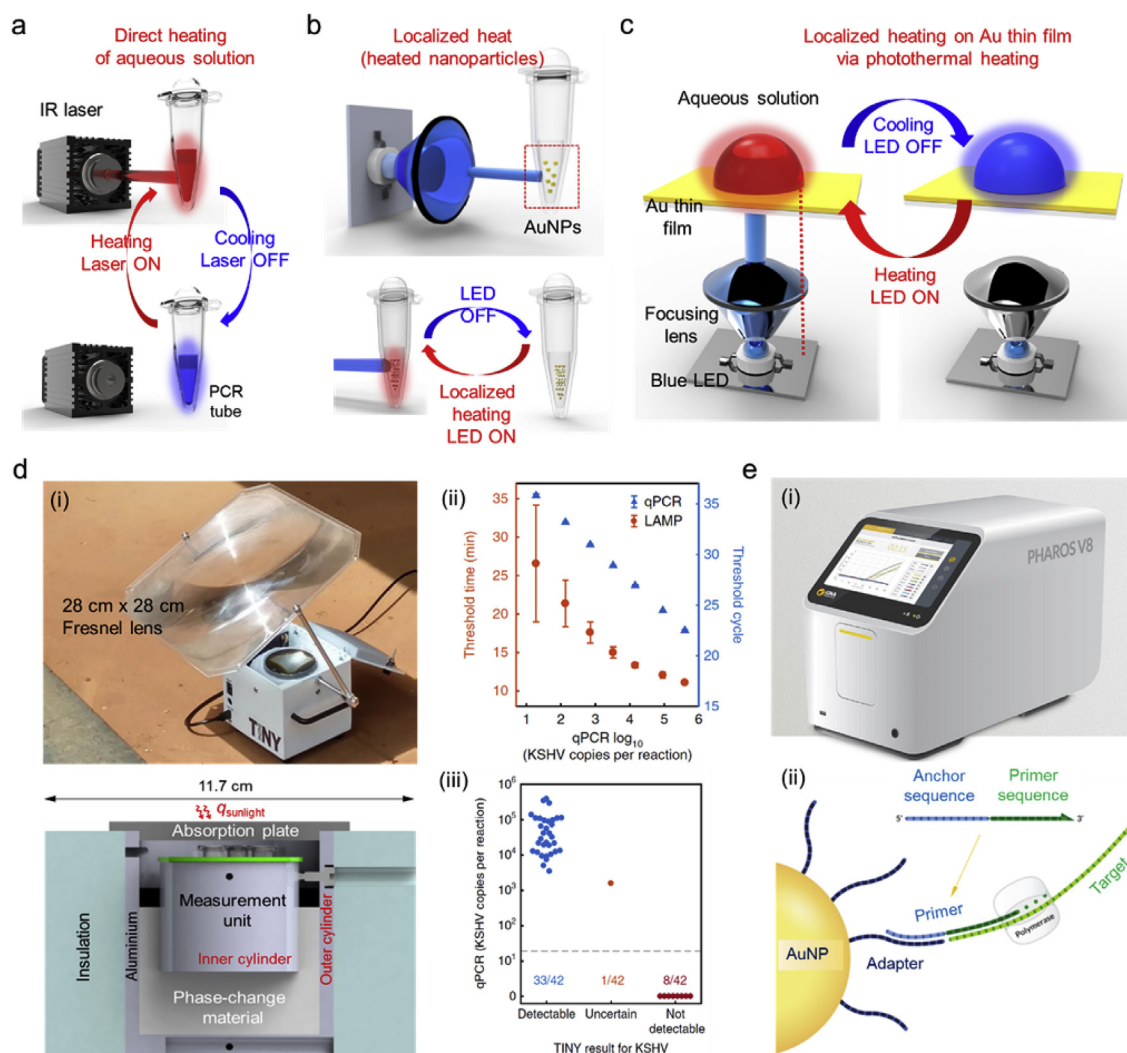 a
Direct heating
of aqueous solution
IR laser
Heating
Laser ON
Cooling
Laser OFF
PCR
tube
b
Localized heat
(heated nanoparticles)
AuNPs
LED
OFF
Localized
heating
LED ON
c
Localized heating on Au thin film
via photothermal heating
Aqueous solution
Cooling
LED OFF
Au thin
film
Heating
LED ON
Focusing
lens
Blue LED
d
(i)
28 cm x 28 cm
Fresnel lens
TINY
11.7 cm
qsunlight
Absorption plate
Insulation
Aluminium
Measurement
unit
Inner cylinder
Outer cylinder
Phase-change
material
(ii)
qPCR
LAMP
Threshold time (min)
35
30
25
20
15
10
Threshold cycle
35
30
25
20
15
1 2 3 4 5 6
qPCR log10
(KSHV copies per reaction)
(iii)
qPCR (KSHV copies per reaction)
10^6
10^5
10^4
10^3
10^2
10^1
0
33/42 1/42 8/42
Detectable Uncertain Not
detectable
TINY result for KSHV
e
(i)
PHAROS V8
(ii)
Anchor
sequence
Primer
sequence
5' 3'
Primer
Polymerase
Target
AuNP
Adapter